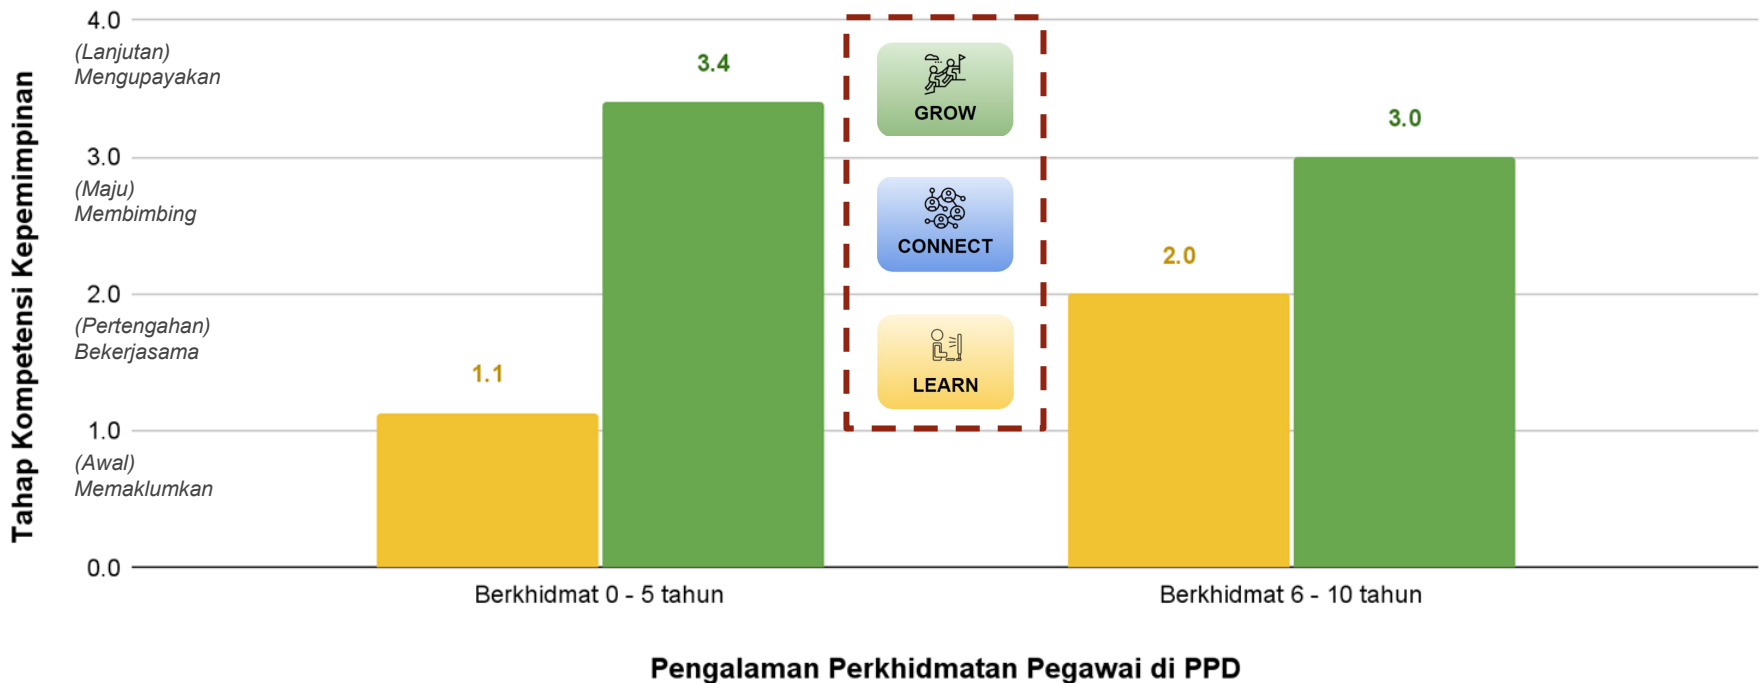 Tahap Kompetensi Kepemimpinan
4.0
(Lanjutan)
Mengupayakan
3.0
(Maju)
Membimbing
2.0
(Pertengahan)
Bekerjasama
1.0
(Awal)
Memaklumkan
0.0
1.1
3.4
GROW
CONNECT
LEARN
2.0
3.0
Berkhidmat 0 - 5 tahun
Berkhidmat 6 - 10 tahun
Pengalaman Perkhidmatan Pegawai di PPD